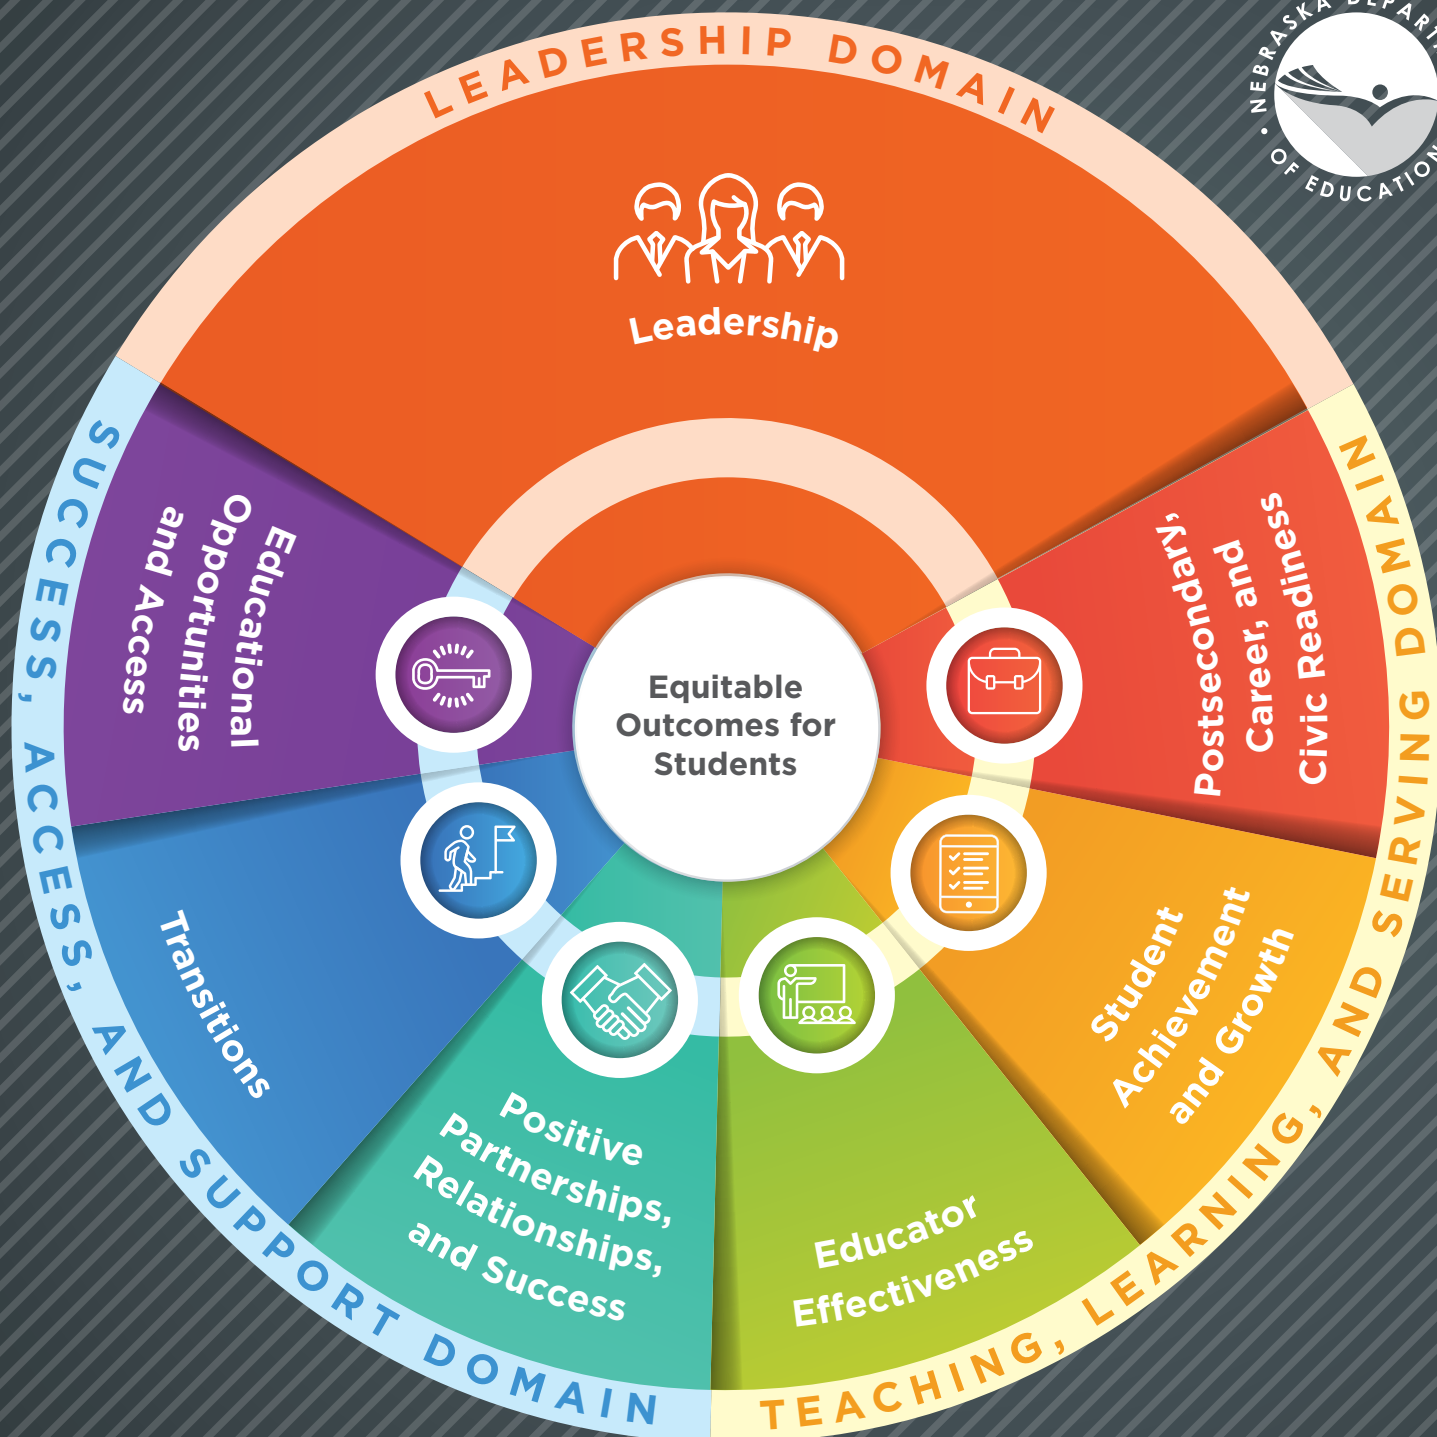 LEADERSHIP DOMAIN
NEBRASKA DEPARTM
OF EDUCATION
Leadership
SUCCESS, ACCESS, AND SUPPORT DOMAIN
Educational
Opportunities
and Access
Transitions
Positive
Partnerships,
Relationships,
and Success
Equitable
Outcomes for
Students
TEACHING, LEARNING, AND SERVING DOMAIN
Postsecondary,
Career, and
Civic Readiness
Student
Achievement
and Growth
Educator
Effectiveness